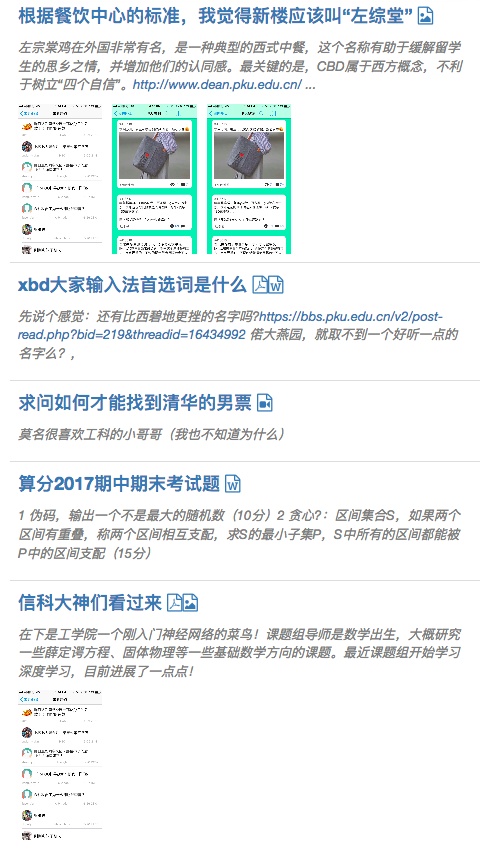 根据餐饮中心的标准，我觉得新楼应该叫“左综堂”
左宗棠鸡在外国非常有名，是一种典型的西式中餐，这个名称有助于缓解留学
生的思乡之情，并增加他们的认同感。最关键的是，CBD属于西方概念，不利
于树立“四个自信”。http://www.dean.pku.edu.cn/ ...
xbd大家输入法首选词是什么
先说个感觉：还有比西碧地更挫的名字吗?https://bbs.pku.edu.cn/v2/post-
read.php?bid=219&threadid=16434992 偌大燕园，就取不到一个好听一点的
名字么？，
求问如何才能找到清华的男票
莫名很喜欢工科的小哥哥（我也不知道为什么）
算分2017期中期末考试题
1 伪码，输出一个不是最大的随机数（10分）2 贪心?：区间集合S，如果两个
区间有重叠，称两个区间相互支配，求S的最小子集P，S中所有的区间都能被
P中的区间支配（15分）
信科大神们看过来
在下是工学院一个刚入门神经网络的菜鸟！课题组导师是数学出生，大概研究
一些薛定谔方程、固体物理等一些基础数学方向的课题。最近课题组开始学习
深度学习，目前进展了一点点！